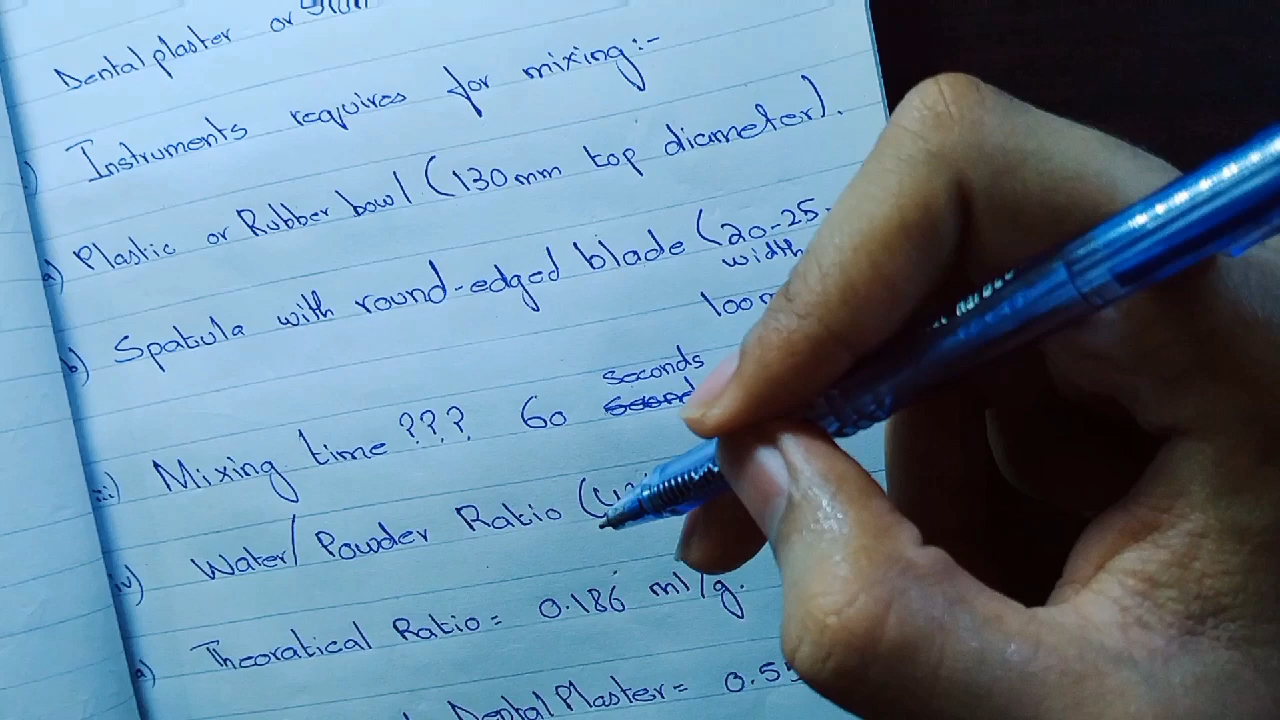 Dental plaster or
Instruments requires for mixing:-
a) Plastic or Rubber bowl (130mm top diameter).
b) Spatula with round-edged blade (20-25
width
100
seconds
iii) Mixing time??? 60
iv) Water/Powder Ratio
a) Theoratical Ratio = 0.186 ml/g.
Dental Plaster = 0.55